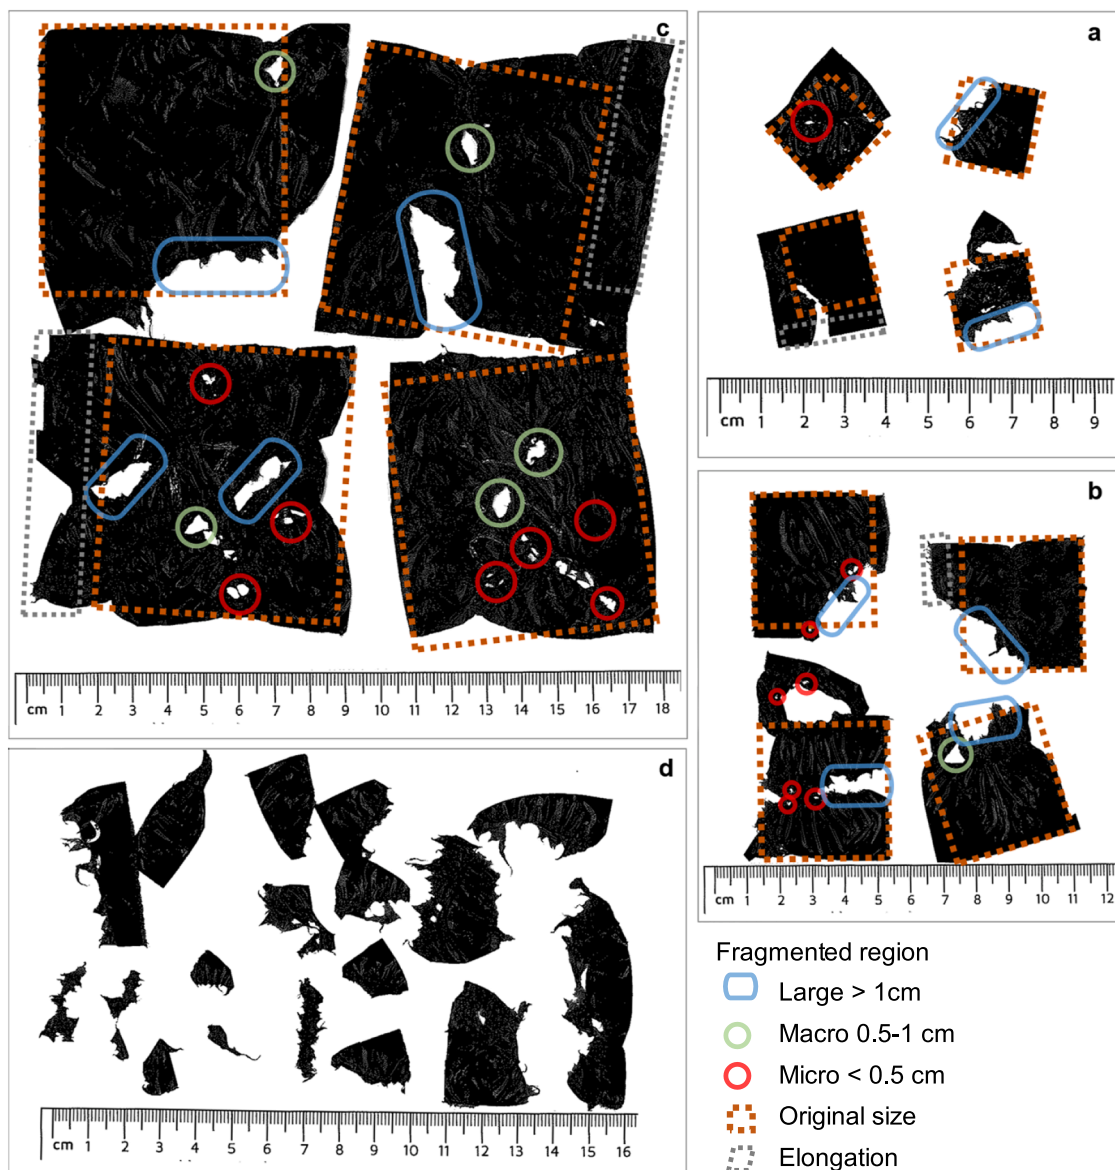 c
cm 1 2 3 4 5 6 7 8 9 10 11 12 13 14 15 16 17 18
a
cm 1 2 3 4 5 6 7 8 9
b
cm 1 2 3 4 5 6 7 8 9 10 11 12
d
cm 1 2 3 4 5 6 7 8 9 10 11 12 13 14 15 16
Fragmented region
Large > 1cm
Macro 0.5-1 cm
Micro < 0.5 cm
Original size
Elongation